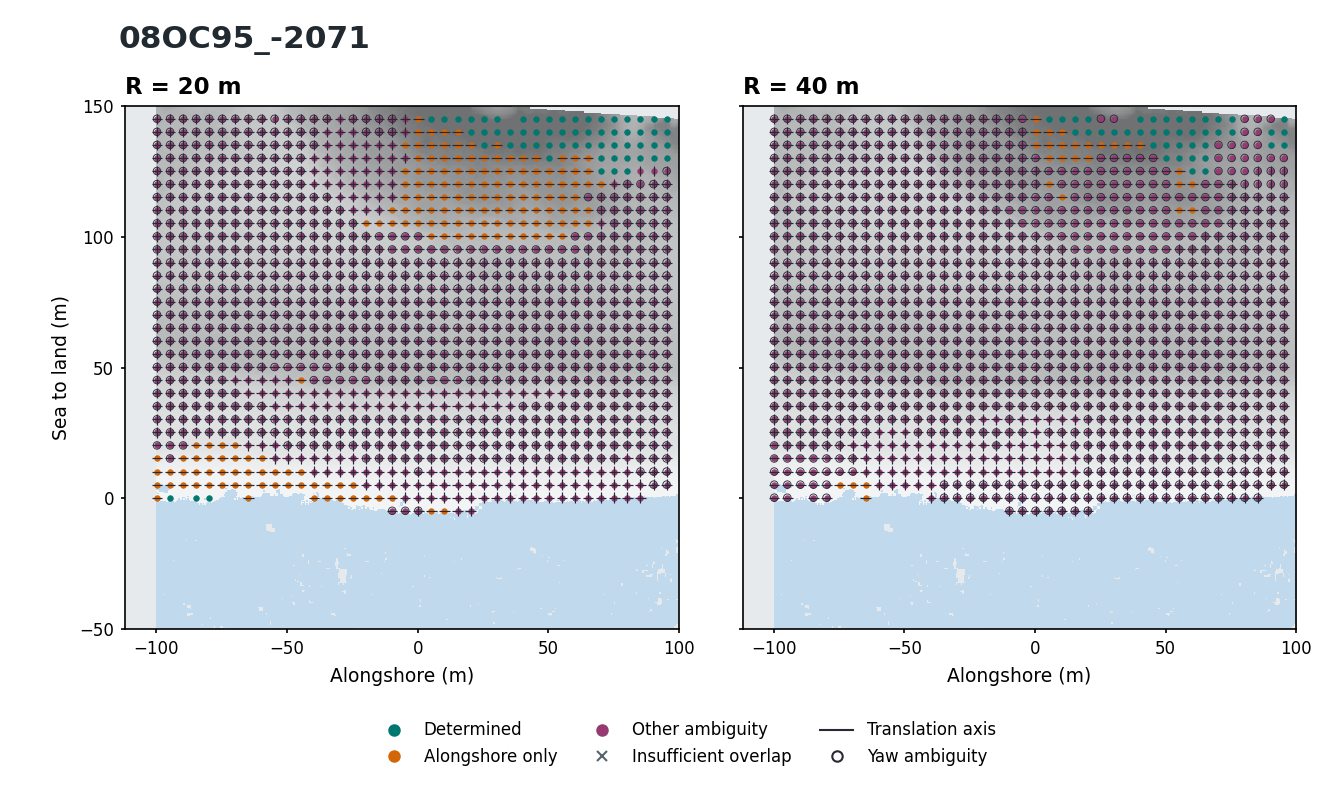 08OC95_-2071
R = 20 m
R = 40 m
150
100
50
0
−50
Sea to land (m)
−100
−50
0
50
100
−100
−50
0
50
100
Alongshore (m)
Alongshore (m)
Determined
Other ambiguity
Translation axis
Alongshore only
Insufficient overlap
Yaw ambiguity